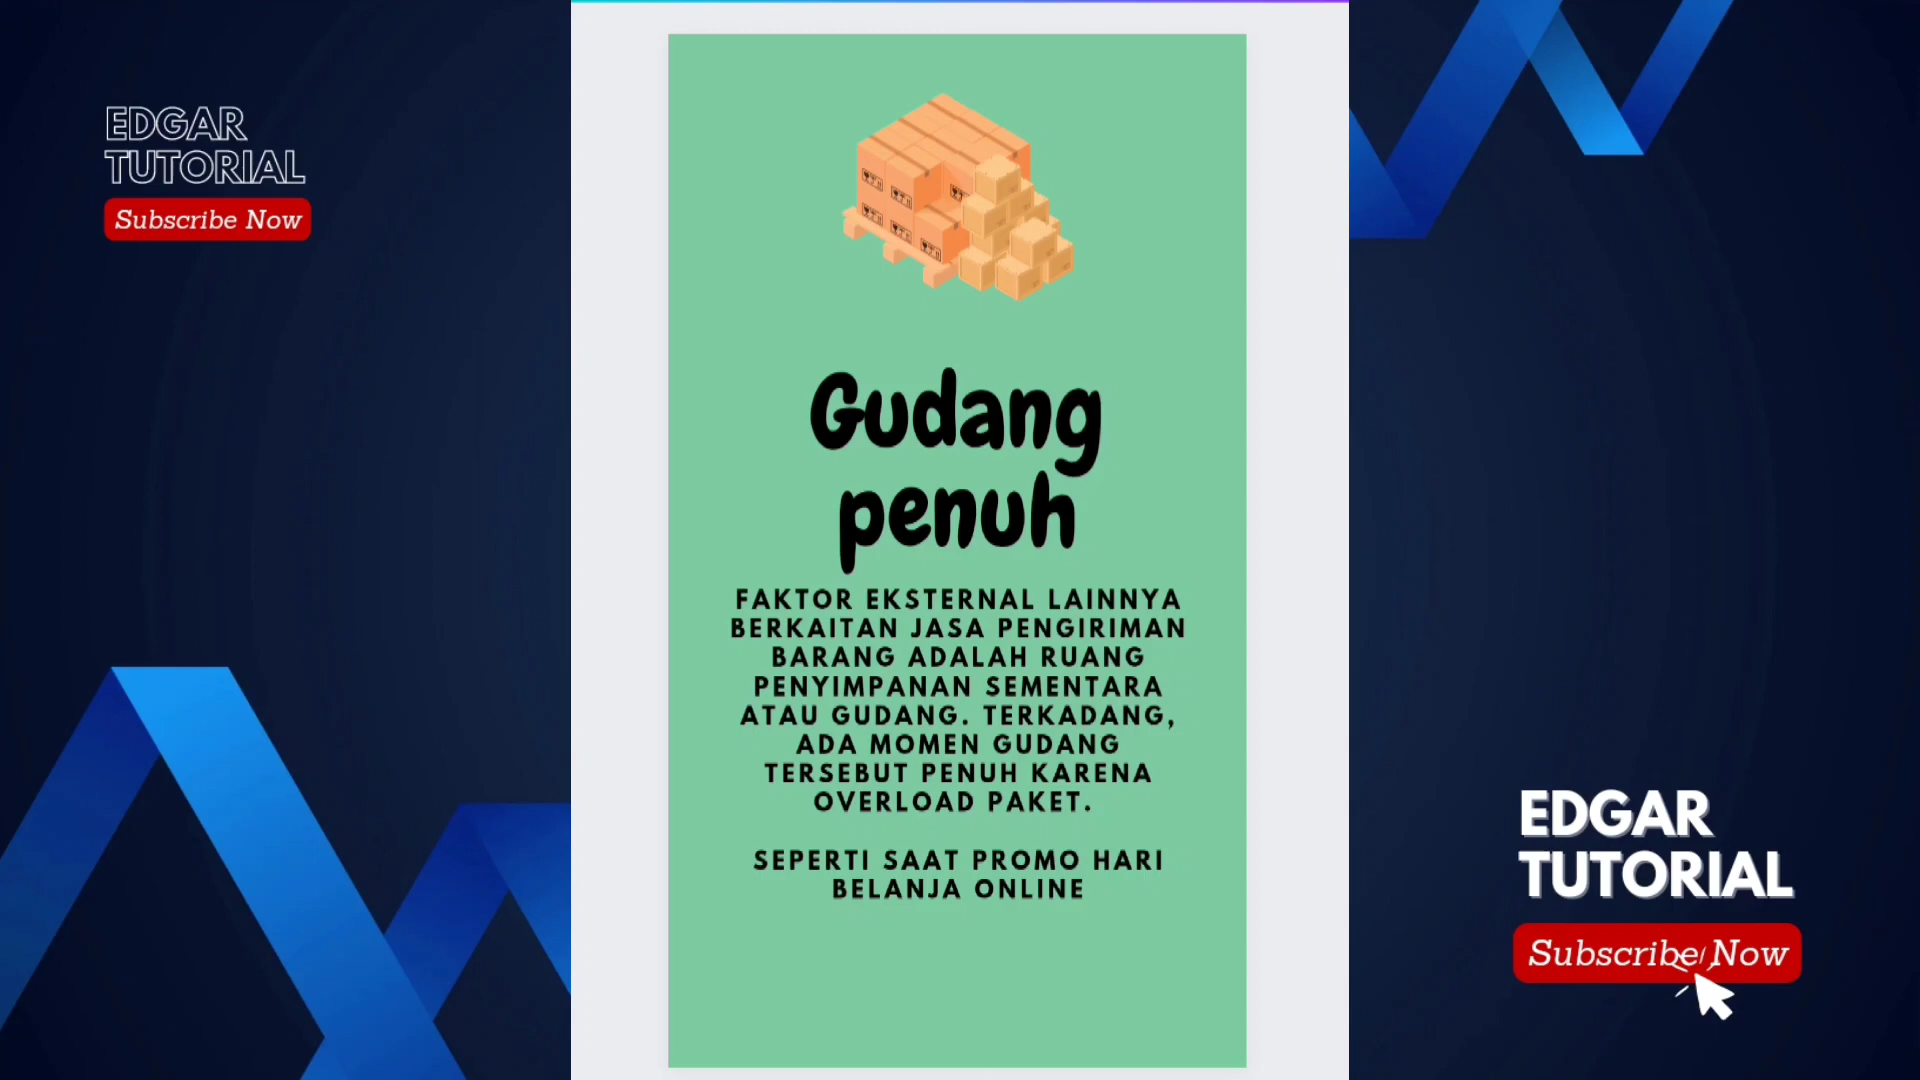 EDGAR
TUTORIAL
Subscribe Now
Gudang
penuh
FAKTOR EKSTERNAL LAINNYA
BERKAITAN JASA PENGIRIMAN
BARANG ADALAH RUANG
PENYIMPANAN SEMENTARA
ATAU GUDANG. TERKADANG,
ADA MOMEN GUDANG
TERSEBUT PENUH KARENA
OVERLOAD PAKET.
SEPERTI SAAT PROMO HARI
BELANJA ONLINE
EDGAR
TUTORIAL
Subscribe Now